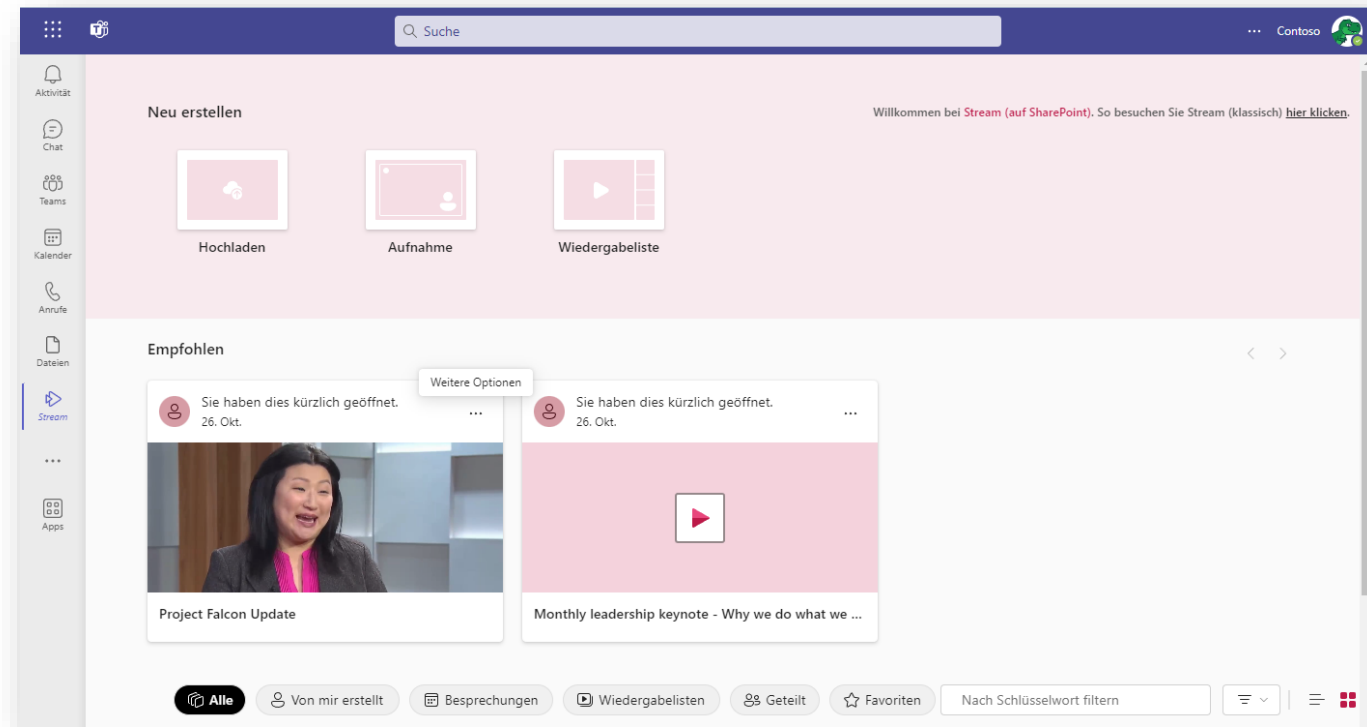 Suche
Contoso
Aktivität
Chat
Teams
Kalender
Anrufe
Dateien
Stream
Apps
Neu erstellen
Willkommen bei Stream (auf SharePoint). So besuchen Sie Stream (klassisch) hier klicken.
Hochladen
Aufnahme
Wiedergabeliste
Empfohlen
Weitere Optionen
Sie haben dies kürzlich geöffnet.
26. Okt.
Project Falcon Update
Sie haben dies kürzlich geöffnet.
26. Okt.
Monthly leadership keynote - Why we do what we ...
Alle
Von mir erstellt
Besprechungen
Wiedergabelisten
Geteilt
Favoriten
Nach Schlüsselwort filtern